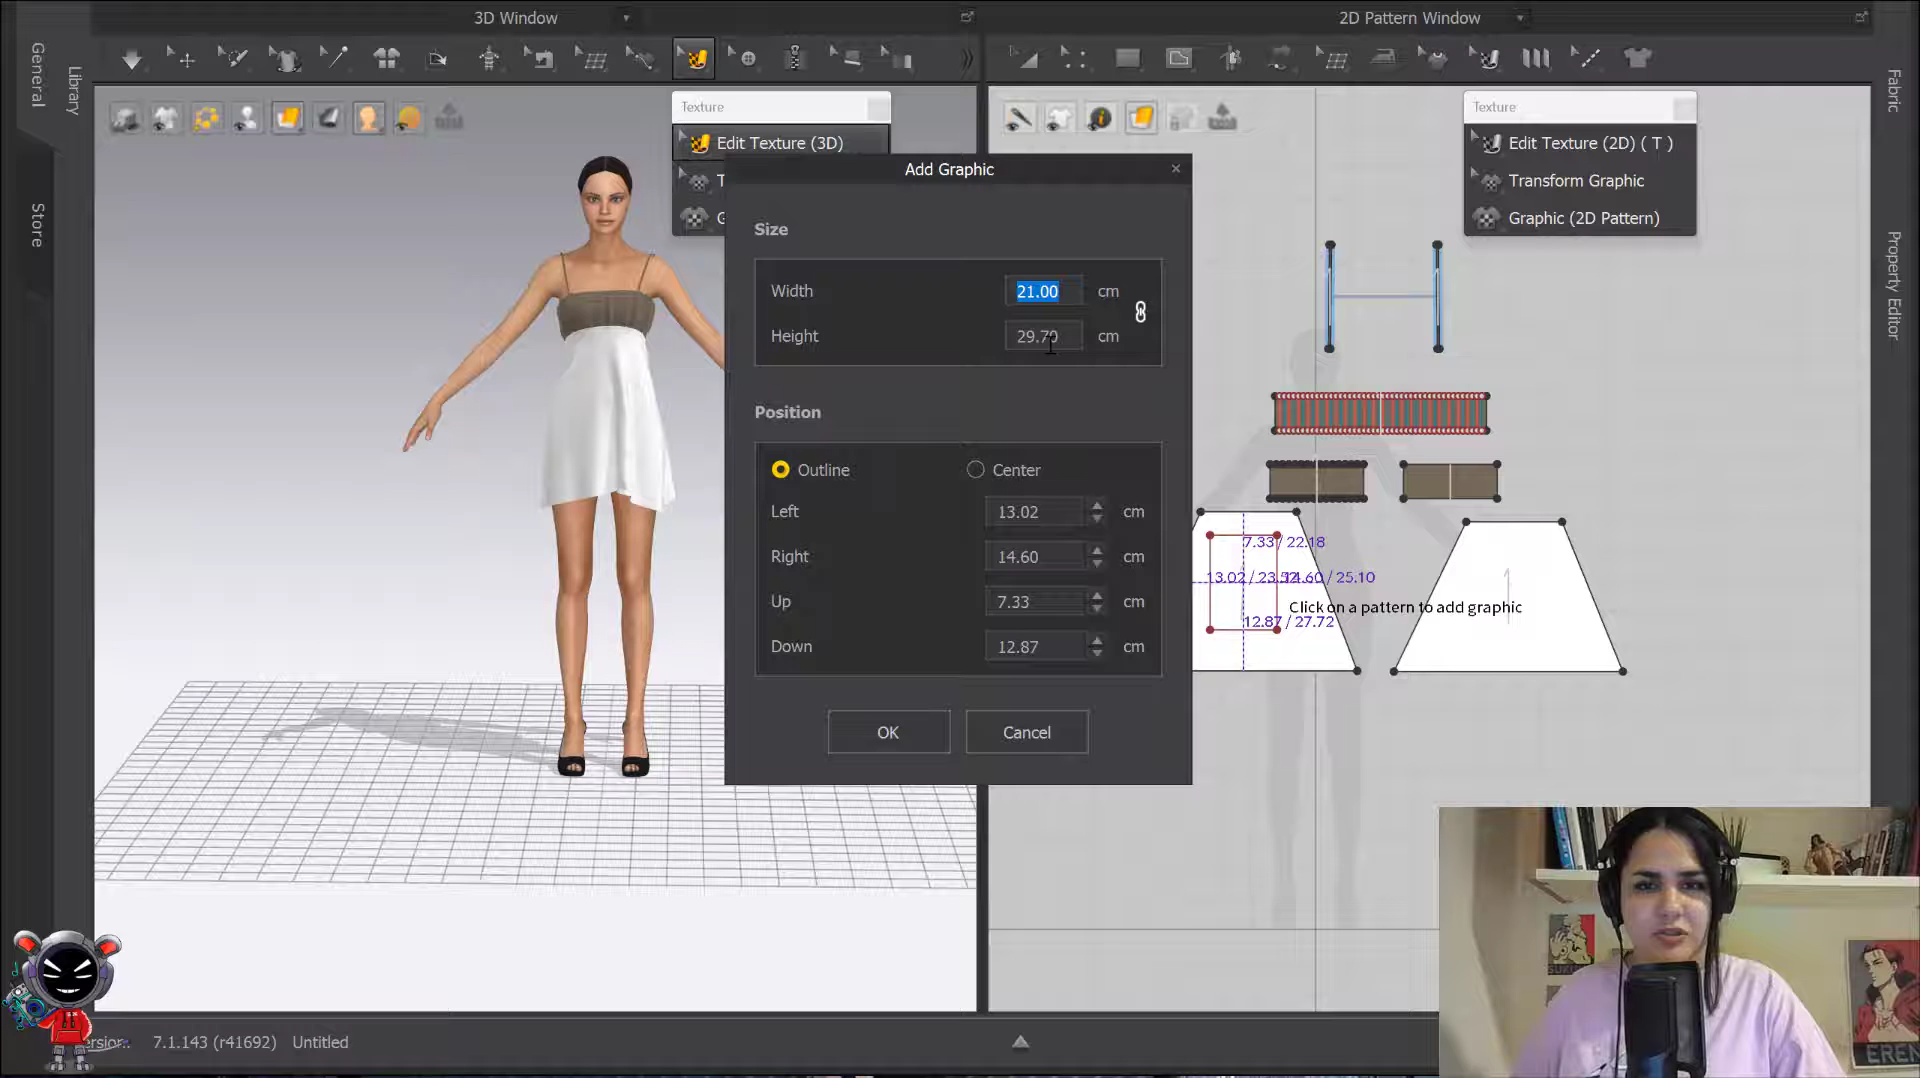 3D Window
2D Pattern Window
General
Library
Store
Fabric
Property Editor
Texture
Edit Texture (3D)
T
G
Texture
Edit Texture (2D) ( T )
Transform Graphic
Graphic (2D Pattern)
Add Graphic
Size
Width 21.00 cm
Height 29.70 cm
Position
Outline Center
Left 13.02 cm
Right 14.60 cm
Up 7.33 cm
Down 12.87 cm
OK Cancel
7.33 / 22.18
13.02 / 23.52
14.60 / 25.10
Click on a pattern to add graphic
12.87 / 27.72
7.1.143 (r41692) Untitled
EREN